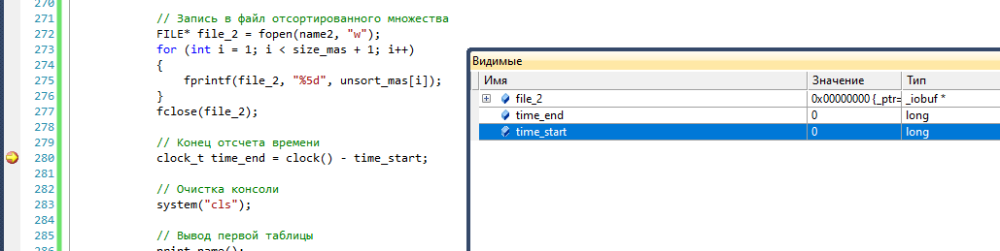 270
271 // Запись в файл отсортированного множества
272 FILE* file_2 = fopen(name2, "w");
273 for (int i = 1; i < size_mas + 1; i++)
274 {
275 fprintf(file_2, "%5d", unsort_mas[i]);
276 }
277 fclose(file_2);
278
279 // Конец отсчета времени
280 clock_t time_end = clock() - time_start;
281
282 // Очистка консоли
283 system("cls");
284
285 // Вывод первой таблицы
286 print_name();
Видимые
Имя Значение Тип
file_2 0x00000000 {_ptr= _iobuf *
time_end 0 long
time_start 0 long